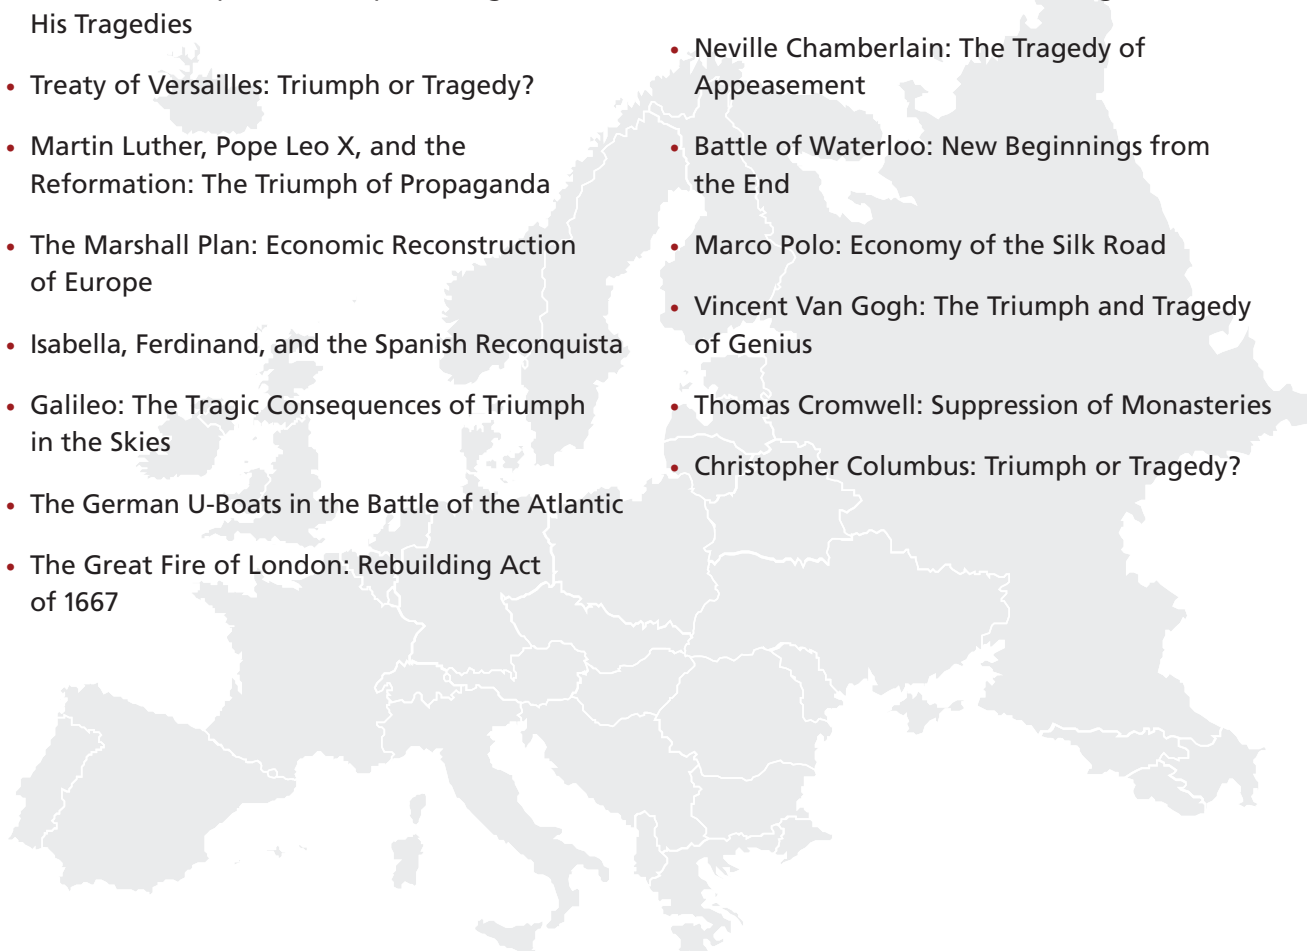 His Tragedies
• Treaty of Versailles: Triumph or Tragedy?
• Martin Luther, Pope Leo X, and the
Reformation: The Triumph of Propaganda
• The Marshall Plan: Economic Reconstruction
of Europe
• Isabella, Ferdinand, and the Spanish Reconquista
• Galileo: The Tragic Consequences of Triumph
in the Skies
• The German U-Boats in the Battle of the Atlantic
• The Great Fire of London: Rebuilding Act
of 1667
• Neville Chamberlain: The Tragedy of
Appeasement
• Battle of Waterloo: New Beginnings from
the End
• Marco Polo: Economy of the Silk Road
• Vincent Van Gogh: The Triumph and Tragedy
of Genius
• Thomas Cromwell: Suppression of Monasteries
• Christopher Columbus: Triumph or Tragedy?